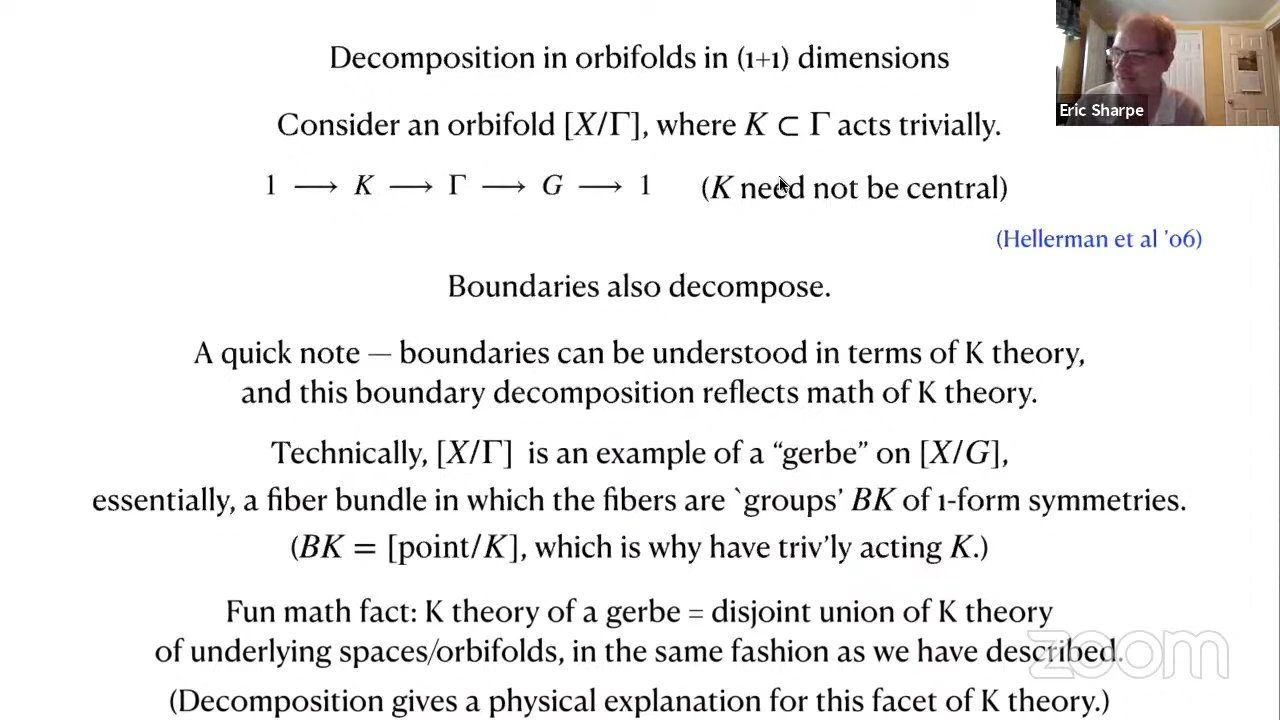 Decomposition in orbifolds in (1+1) dimensions
Eric Sharpe
Consider an orbifold [X/Γ], where K ⊂ Γ acts trivially.
1 ⟶ K ⟶ Γ ⟶ G ⟶ 1 (K need not be central)
(Hellerman et al '06)
Boundaries also decompose.
A quick note — boundaries can be understood in terms of K theory,
and this boundary decomposition reflects math of K theory.
Technically, [X/Γ] is an example of a “gerbe” on [X/G],
essentially, a fiber bundle in which the fibers are `groups' BK of 1-form symmetries.
(BK = [point/K], which is why have triv'ly acting K.)
Fun math fact: K theory of a gerbe = disjoint union of K theory
of underlying spaces/orbifolds, in the same fashion as we have described.
zoom
(Decomposition gives a physical explanation for this facet of K theory.)